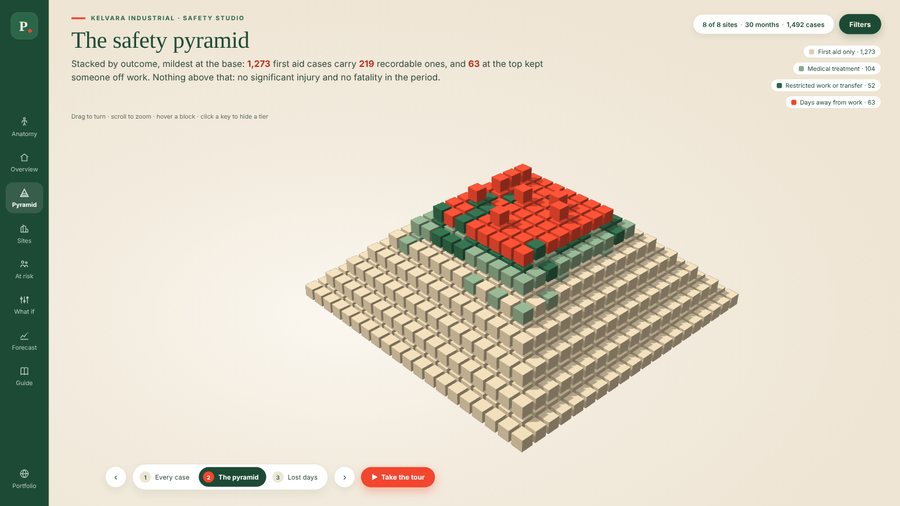 P.
KELVARA INDUSTRIAL · SAFETY STUDIO
The safety pyramid
Stacked by outcome, mildest at the base: 1,273 first aid cases carry 219 recordable ones, and 63 at the top kept
someone off work. Nothing above that: no significant injury and no fatality in the period.
Drag to turn · scroll to zoom · hover a block · click a key to hide a tier
8 of 8 sites · 30 months · 1,492 cases
Filters
First aid only · 1,273
Medical treatment · 104
Restricted work or transfer · 52
Days away from work · 63
Anatomy
Overview
Pyramid
Sites
At risk
What if
Forecast
Guide
Portfolio
‹
1 Every case
2 The pyramid
3 Lost days
›
Take the tour